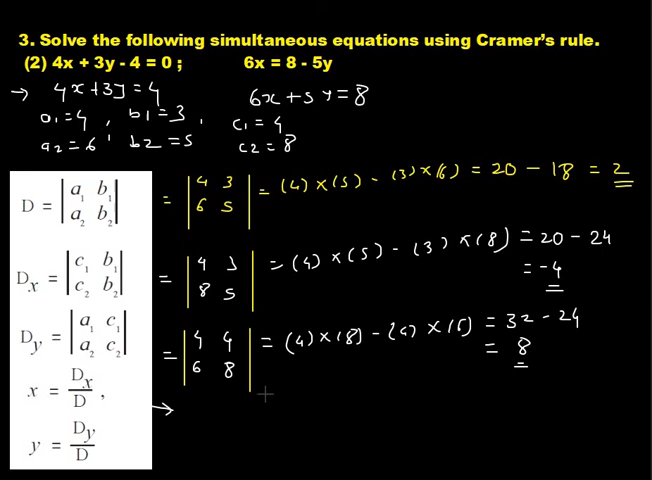 3. Solve the following simultaneous equations using Cramer's rule.
(2) 4x + 3y - 4 = 0 ; 6x = 8 - 5y
→ 4x+3y=4 6x+5y=8
a1=4 , b1=3 , c1=4
a2=6 , b2=5 c2=8
D = |a₁ b₁| = |4 3| = (4)×(5) - (3)×(6) = 20 - 18 = 2
|a₂ b₂| |6 5|
Dₓ = |c₁ b₁| = |4 3| = (4)×(5) - (3)×(8) = 20 - 24
|c₂ b₂| |8 5| = -4
Dy = |a₁ c₁| = |4 4| = (4)×(8) - (4)×(6) = 32 - 24
|a₂ c₂| |6 8| = 8
x = Dₓ/D , →
y = Dy/D